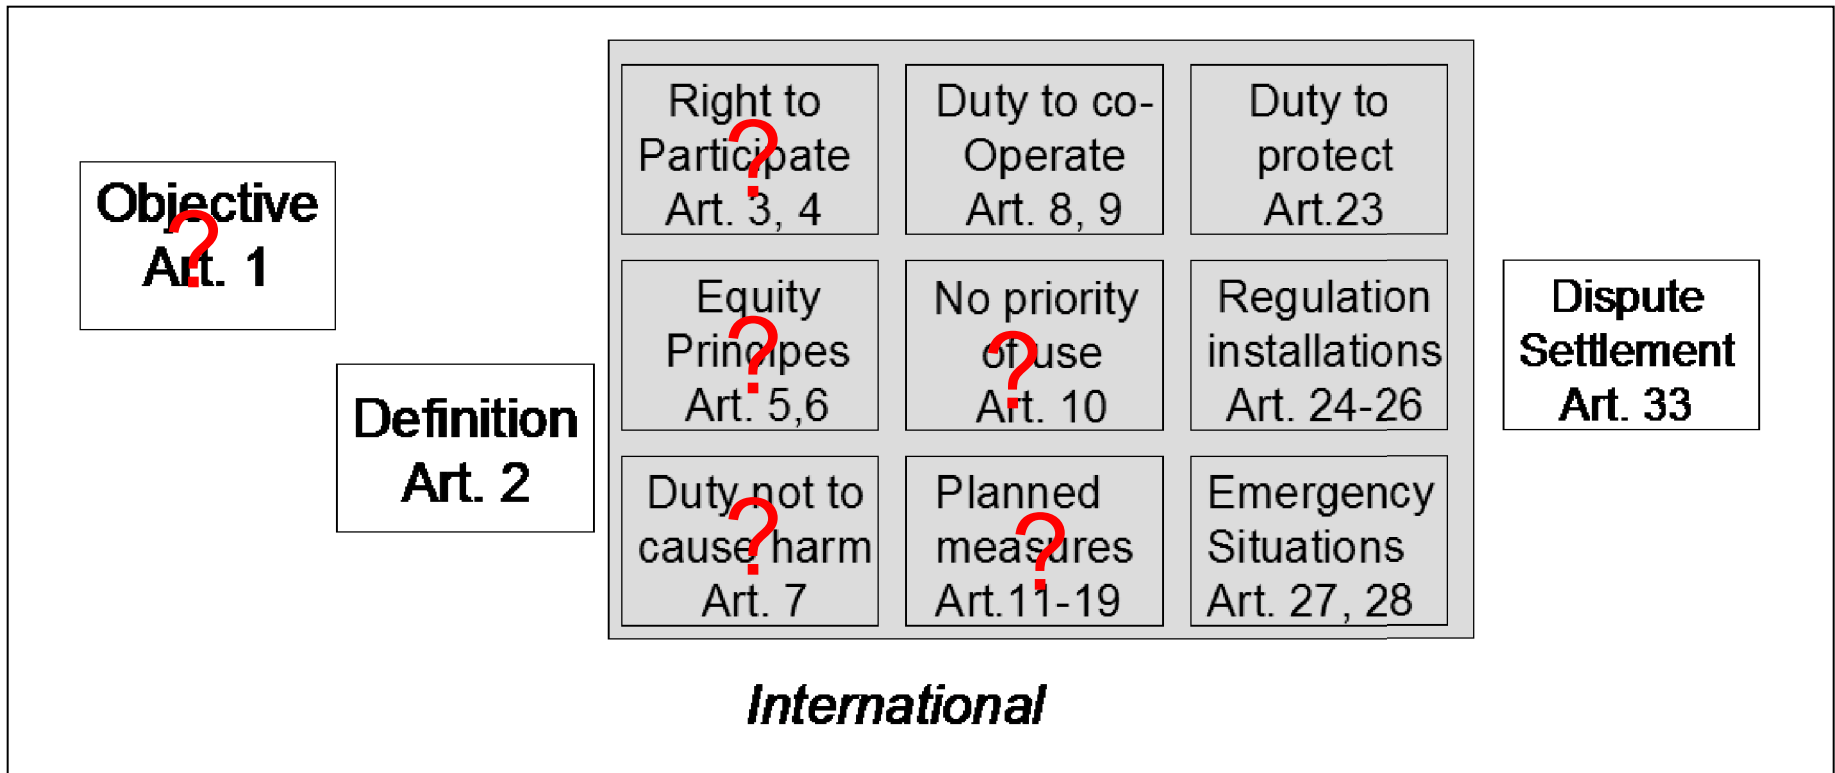 Objective
Art. 1
?
Definition
Art. 2
Right to
Participate
Art. 3, 4
?
Duty to co-
Operate
Art. 8, 9
Duty to
protect
Art.23
Equity
Principes
Art. 5,6
?
No priority
of use
Art. 10
?
Regulation
installations
Art. 24-26
Duty not to
cause harm
Art. 7
?
Planned
measures
Art.11-19
?
Emergency
Situations
Art. 27, 28
Dispute
Settlement
Art. 33
International